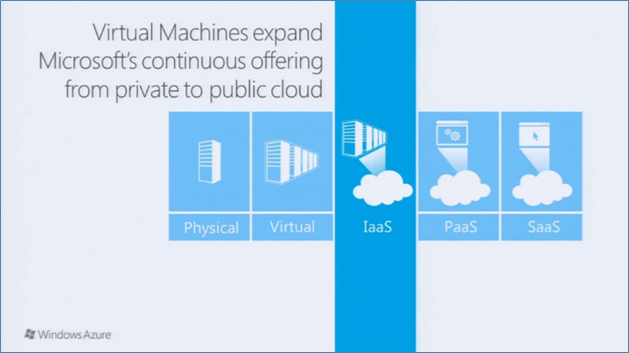 Virtual Machines expand
Microsoft's continuous offering
from private to public cloud
Physical
Virtual
IaaS
PaaS
SaaS
Windows Azure